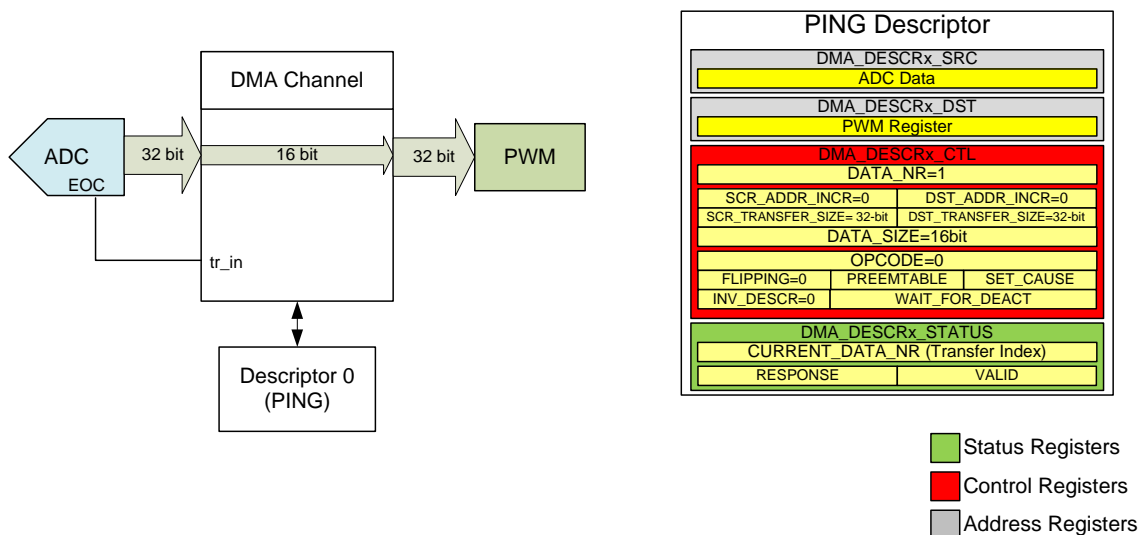 DMA Channel
ADC
EOC
32 bit
16 bit
32 bit
PWM
tr_in
Descriptor 0
(PING)
PING Descriptor
DMA_DESCRx_SRC
ADC Data
DMA_DESCRx_DST
PWM Register
DMA_DESCRx_CTL
DATA_NR=1
SCR_ADDR_INCR=0 DST_ADDR_INCR=0
SCR_TRANSFER_SIZE= 32-bit DST_TRANSFER_SIZE=32-bit
DATA_SIZE=16bit
OPCODE=0
FLIPPING=0 PREEMTABLE SET_CAUSE
INV_DESCR=0 WAIT_FOR_DEACT
DMA_DESCRx_STATUS
CURRENT_DATA_NR (Transfer Index)
RESPONSE VALID
Status Registers
Control Registers
Address Registers